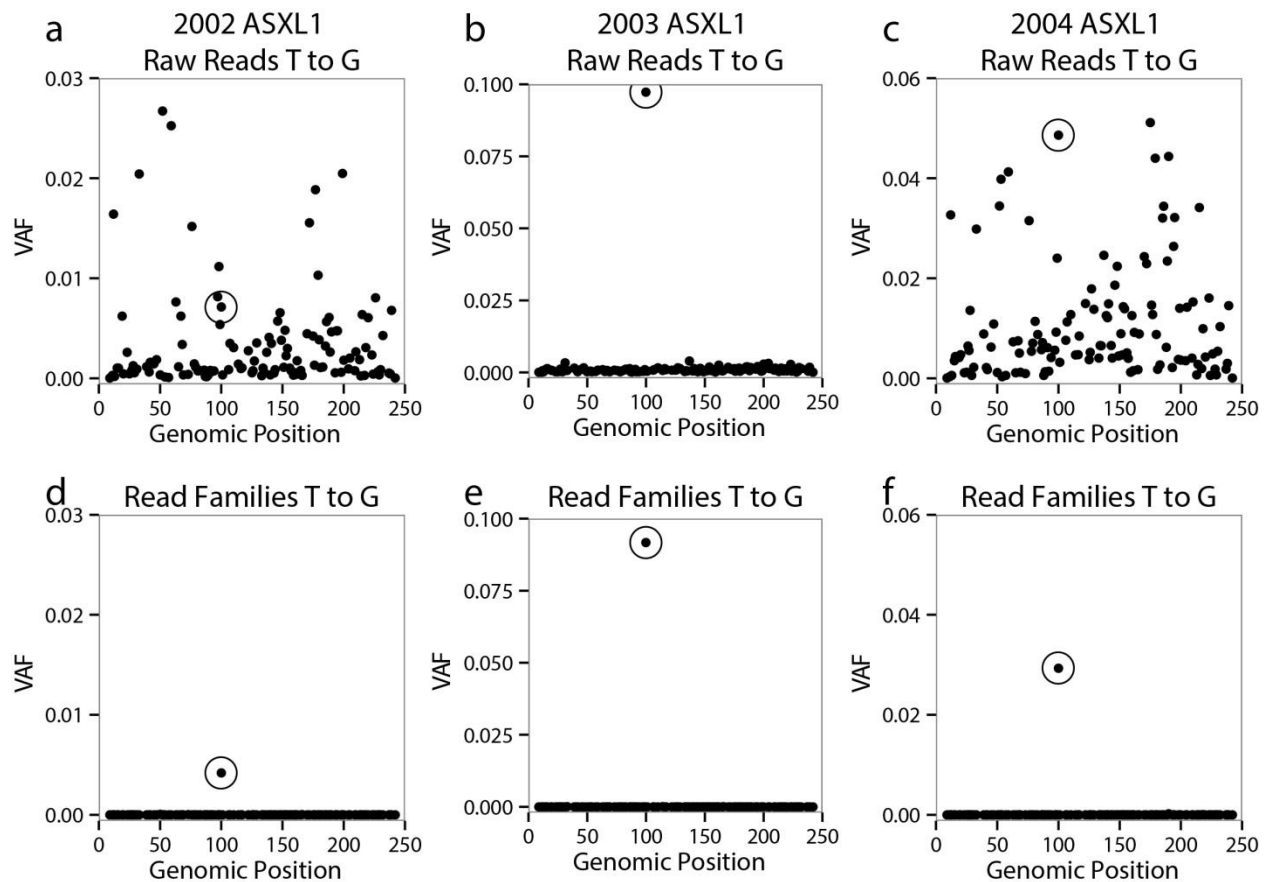 a
2002 ASXL1
Raw Reads T to G
0.03
0.02
0.01
0.00
VAF
0 50 100 150 200 250
Genomic Position
b
2003 ASXL1
Raw Reads T to G
0.100
0.075
0.050
0.025
0.000
VAF
0 50 100 150 200 250
Genomic Position
c
2004 ASXL1
Raw Reads T to G
0.06
0.04
0.02
0.00
VAF
0 50 100 150 200 250
Genomic Position
d
Read Families T to G
0.03
0.02
0.01
0.00
VAF
0 50 100 150 200 250
Genomic Position
e
Read Families T to G
0.100
0.075
0.050
0.025
0.000
VAF
0 50 100 150 200 250
Genomic Position
f
Read Families T to G
0.06
0.04
0.02
0.00
VAF
0 50 100 150 200 250
Genomic Position